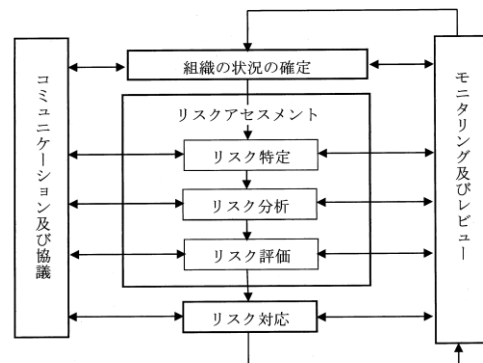 組織の状況の確定
コミュニケーション及び協議
モニタリング及びレビュー
リスクアセスメント
リスク特定
リスク分析
リスク評価
リスク対応